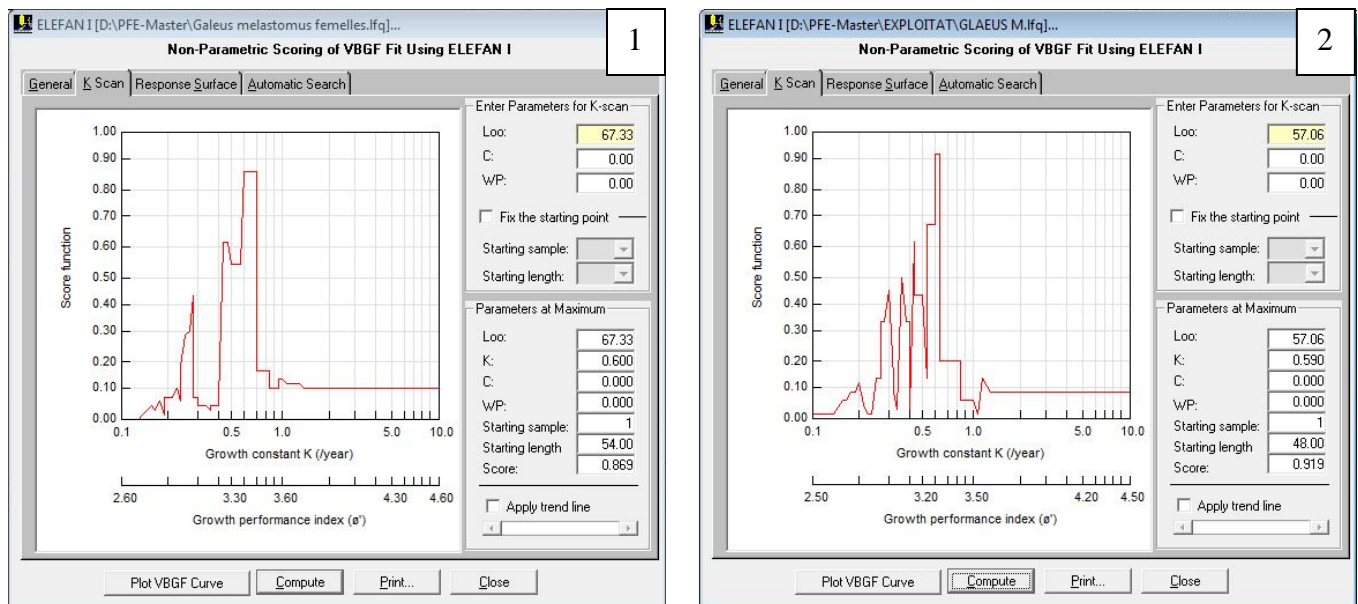 ELEFAN I [D:\PFE-Master\Galeus melastomus femelles.lfq]...
1
Non-Parametric Scoring of VBGF Fit Using ELEFAN I
General K Scan Response Surface Automatic Search
1.00
0.90
0.80
0.70
0.60
0.50
0.40
0.30
0.20
0.10
0.00
Score function
0.1 0.5 1.0 5.0 10.0
Growth constant K (/year)
2.60 3.30 3.60 4.30 4.60
Growth performance index (ø')
Enter Parameters for K-scan
Loo: 67.33
C: 0.00
WP: 0.00
Fix the starting point
Starting sample:
Starting length:
Parameters at Maximum
Loo: 67.33
K: 0.600
C: 0.000
WP: 0.000
Starting sample: 1
Starting length 54.00
Score: 0.869
Apply trend line
Plot VBGF Curve Compute Print... Close
ELEFAN I [D:\PFE-Master\EXPLOITAT\GLAEUS M.lfq]...
2
Non-Parametric Scoring of VBGF Fit Using ELEFAN I
General K Scan Response Surface Automatic Search
1.00
0.90
0.80
0.70
0.60
0.50
0.40
0.30
0.20
0.10
0.00
Score function
0.1 0.5 1.0 5.0 10.0
Growth constant K (/year)
2.50 3.20 3.50 4.20 4.50
Growth performance index (ø')
Enter Parameters for K-scan
Loo: 57.06
C: 0.00
WP: 0.00
Fix the starting point
Starting sample:
Starting length:
Parameters at Maximum
Loo: 57.06
K: 0.590
C: 0.000
WP: 0.000
Starting sample: 1
Starting length 48.00
Score: 0.919
Apply trend line
Plot VBGF Curve Compute Print... Close